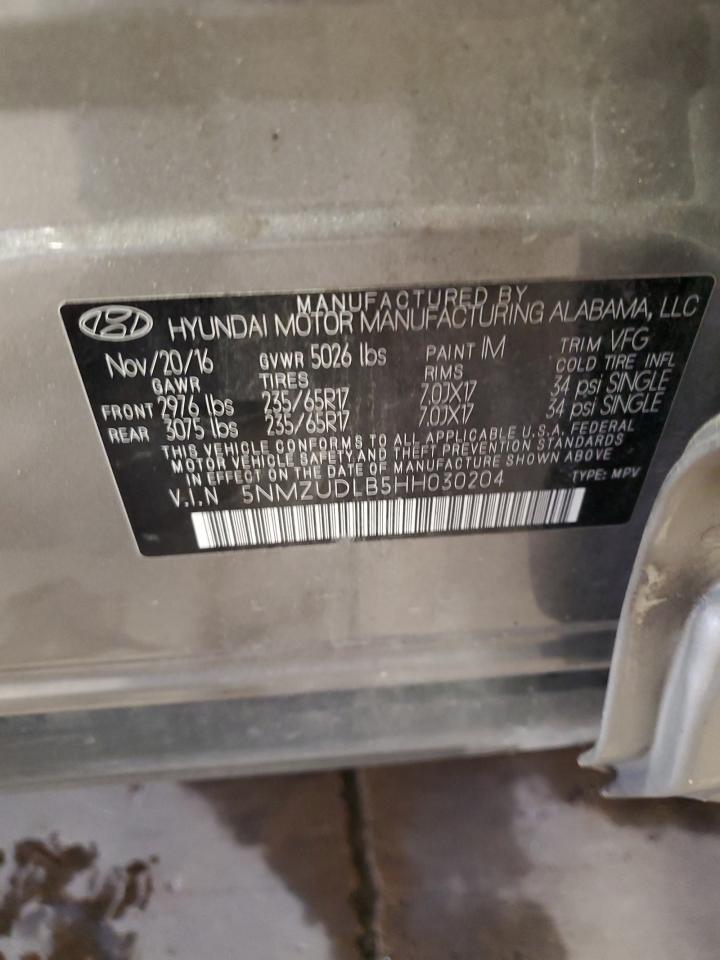 MANUFACTURED BY
HYUNDAI MOTOR MANUFACTURING ALABAMA, LLC
Nov/20/16 GVWR 5026 lbs PAINT IM TRIM VFG
GAWR TIRES RIMS COLD TIRE INFL
FRONT 2976 lbs 235/65R17 7.0JX17 34 psi SINGLE
REAR 3075 lbs 235/65R17 7.0JX17 34 psi SINGLE
THIS VEHICLE CONFORMS TO ALL APPLICABLE U.S.A. FEDERAL
MOTOR VEHICLE SAFETY AND THEFT PREVENTION STANDARDS
IN EFFECT ON THE DATE OF MANUFACTURE SHOWN ABOVE
V.I.N 5NMZUDLB5HH030204 TYPE: MPV